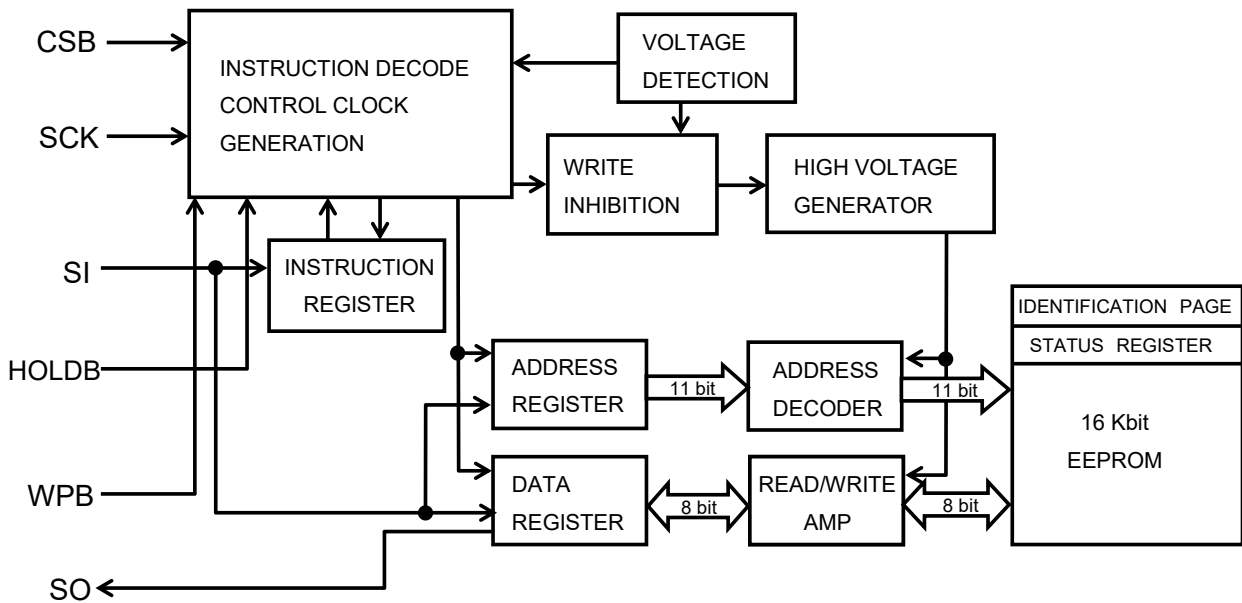 CSB
SCK
INSTRUCTION DECODE
CONTROL CLOCK
GENERATION
VOLTAGE
DETECTION
WRITE
INHIBITION
HIGH VOLTAGE
GENERATOR
SI
INSTRUCTION
REGISTER
HOLDB
ADDRESS
REGISTER
11 bit
ADDRESS
DECODER
11 bit
IDENTIFICATION PAGE
STATUS REGISTER
16 Kbit
EEPROM
WPB
DATA
REGISTER
8 bit
READ/WRITE
AMP
8 bit
SO